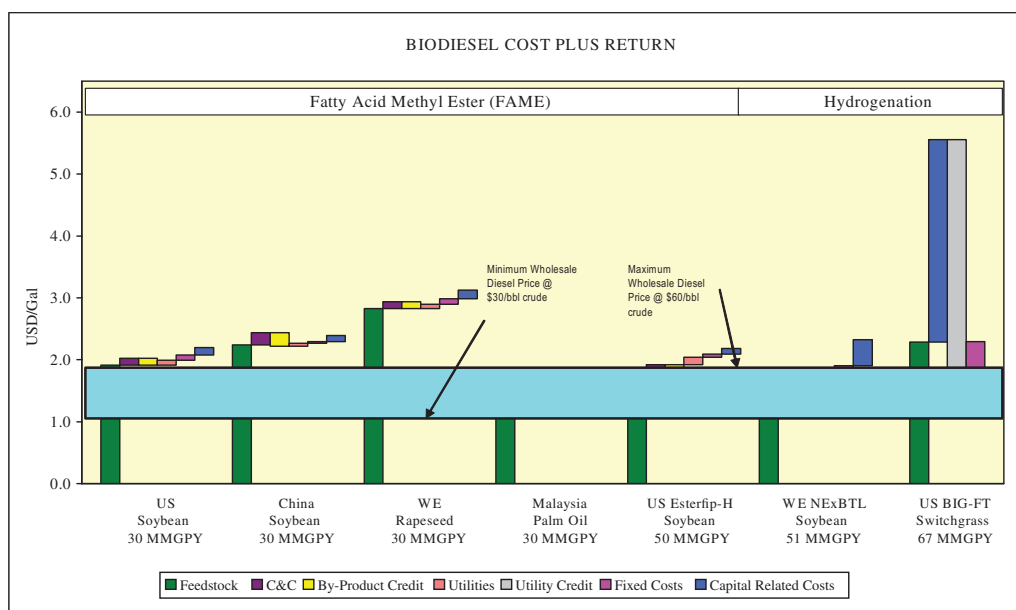 BIODIESEL COST PLUS RETURN
Fatty Acid Methyl Ester (FAME)
Hydrogenation
USD/Gal
6.0
5.0
4.0
3.0
2.0
1.0
0.0
Minimum Wholesale
Diesel Price @
$30/bbl crude
Maximum
Wholesale Diesel
Price @ $60/bbl
crude
US
Soybean
30 MMGPY
China
Soybean
30 MMGPY
WE
Rapeseed
30 MMGPY
Malaysia
Palm Oil
30 MMGPY
US Esterfip-H
Soybean
50 MMGPY
WE NExBTL
Soybean
51 MMGPY
US BIG-FT
Switchgrass
67 MMGPY
Feedstock
C&C
By-Product Credit
Utilities
Utility Credit
Fixed Costs
Capital Related Costs